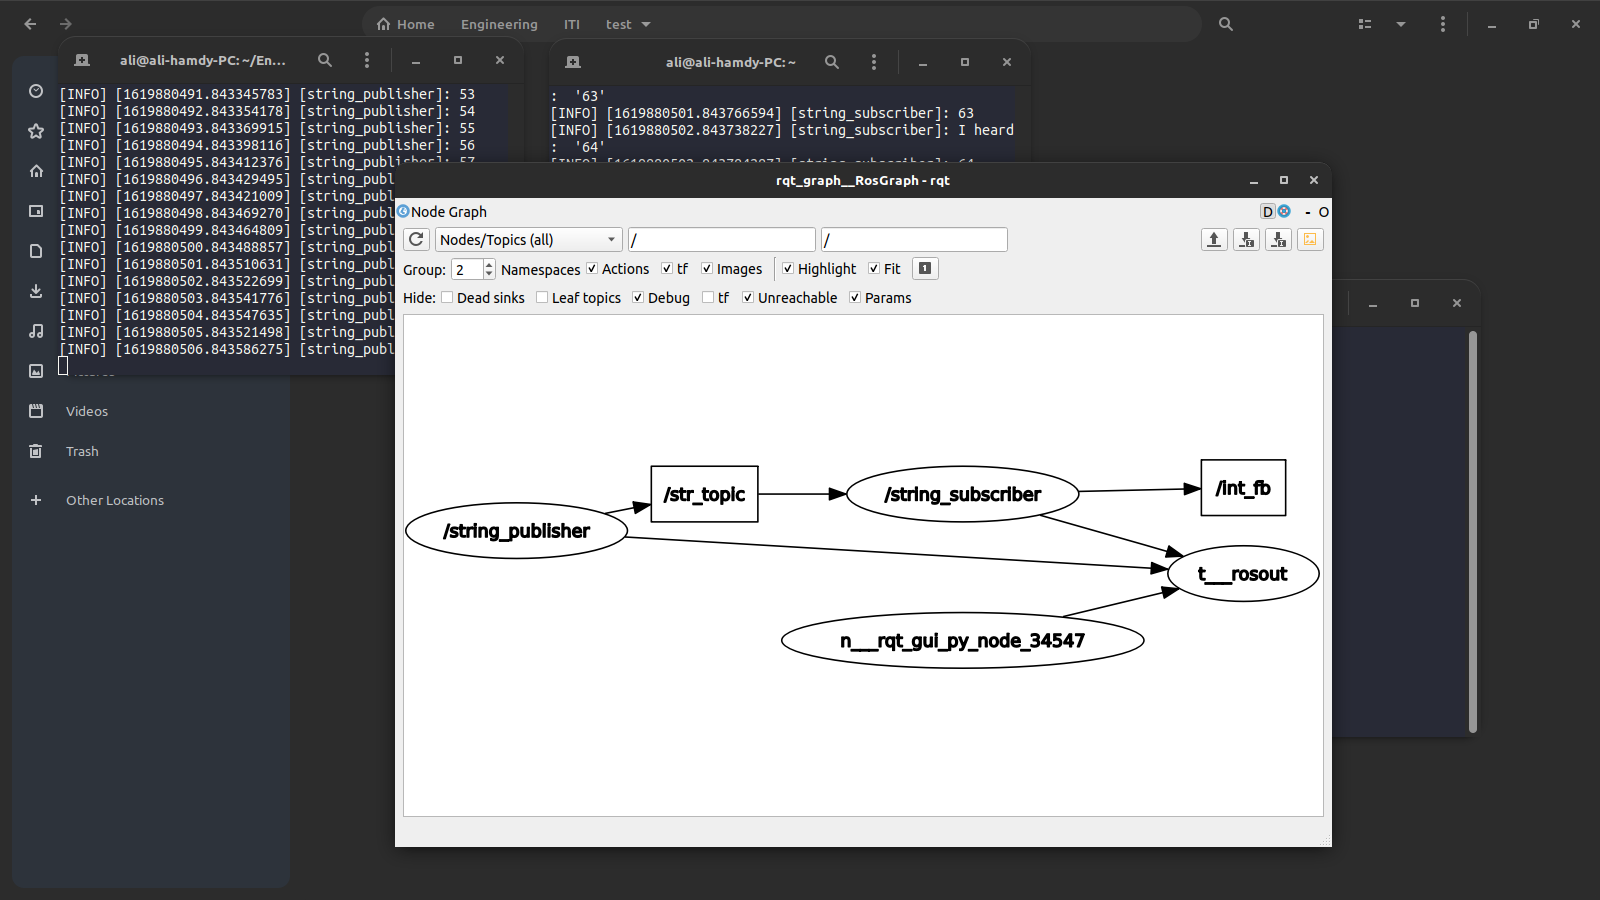 Home Engineering ITI test
ali@ali-hamdy-PC: ~/En...
[INFO] [1619880491.843345783] [string_publisher]: 53
[INFO] [1619880492.843354178] [string_publisher]: 54
[INFO] [1619880493.843369915] [string_publisher]: 55
[INFO] [1619880494.843398116] [string_publisher]: 56
[INFO] [1619880495.843412376] [string_publisher]: 57
[INFO] [1619880496.843429495] [string_publ
[INFO] [1619880497.843421009] [string_publ
[INFO] [1619880498.843469270] [string_publ
[INFO] [1619880499.843464809] [string_publ
[INFO] [1619880500.843488857] [string_publ
[INFO] [1619880501.843510631] [string_publ
[INFO] [1619880502.843522699] [string_publ
[INFO] [1619880503.843541776] [string_publ
[INFO] [1619880504.843547635] [string_publ
[INFO] [1619880505.843521498] [string_publ
[INFO] [1619880506.843586275] [string_publ
Videos
Trash
Other Locations
ali@ali-hamdy-PC: ~
: '63'
[INFO] [1619880501.843766594] [string_subscriber]: 63
[INFO] [1619880502.843738227] [string_subscriber]: I heard
: '64'
rqt_graph__RosGraph - rqt
Node Graph
D - O
Nodes/Topics (all) / /
Group: 2 Namespaces Actions tf Images Highlight Fit 1
Hide: Dead sinks Leaf topics Debug tf Unreachable Params
/str_topic
/string_subscriber
/int_fb
/string_publisher
t___rosout
n___rqt_gui_py_node_34547